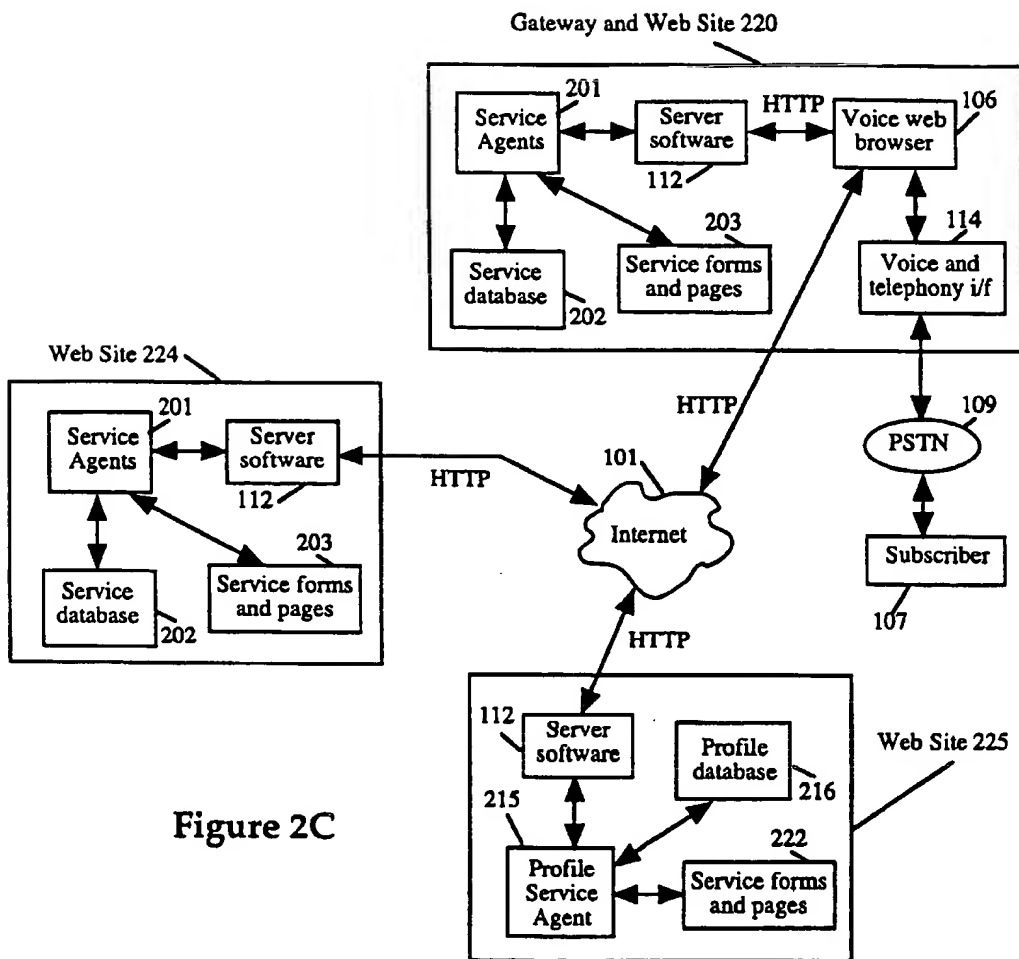 Gateway and Web Site 220
201
Service
Agents
Server
software
112
HTTP
Voice web
browser
106
Service
database
202
203
Service forms
and pages
114
Voice and
telephony i/f
HTTP
109
PSTN
Subscriber
107
Web Site 224
201
Service
Agents
Server
software
112
HTTP
Service
database
202
203
Service forms
and pages
101
Internet
HTTP
Web Site 225
112
Server
software
Profile
database
216
215
Profile
Service
Agent
222
Service forms
and pages
Figure 2C